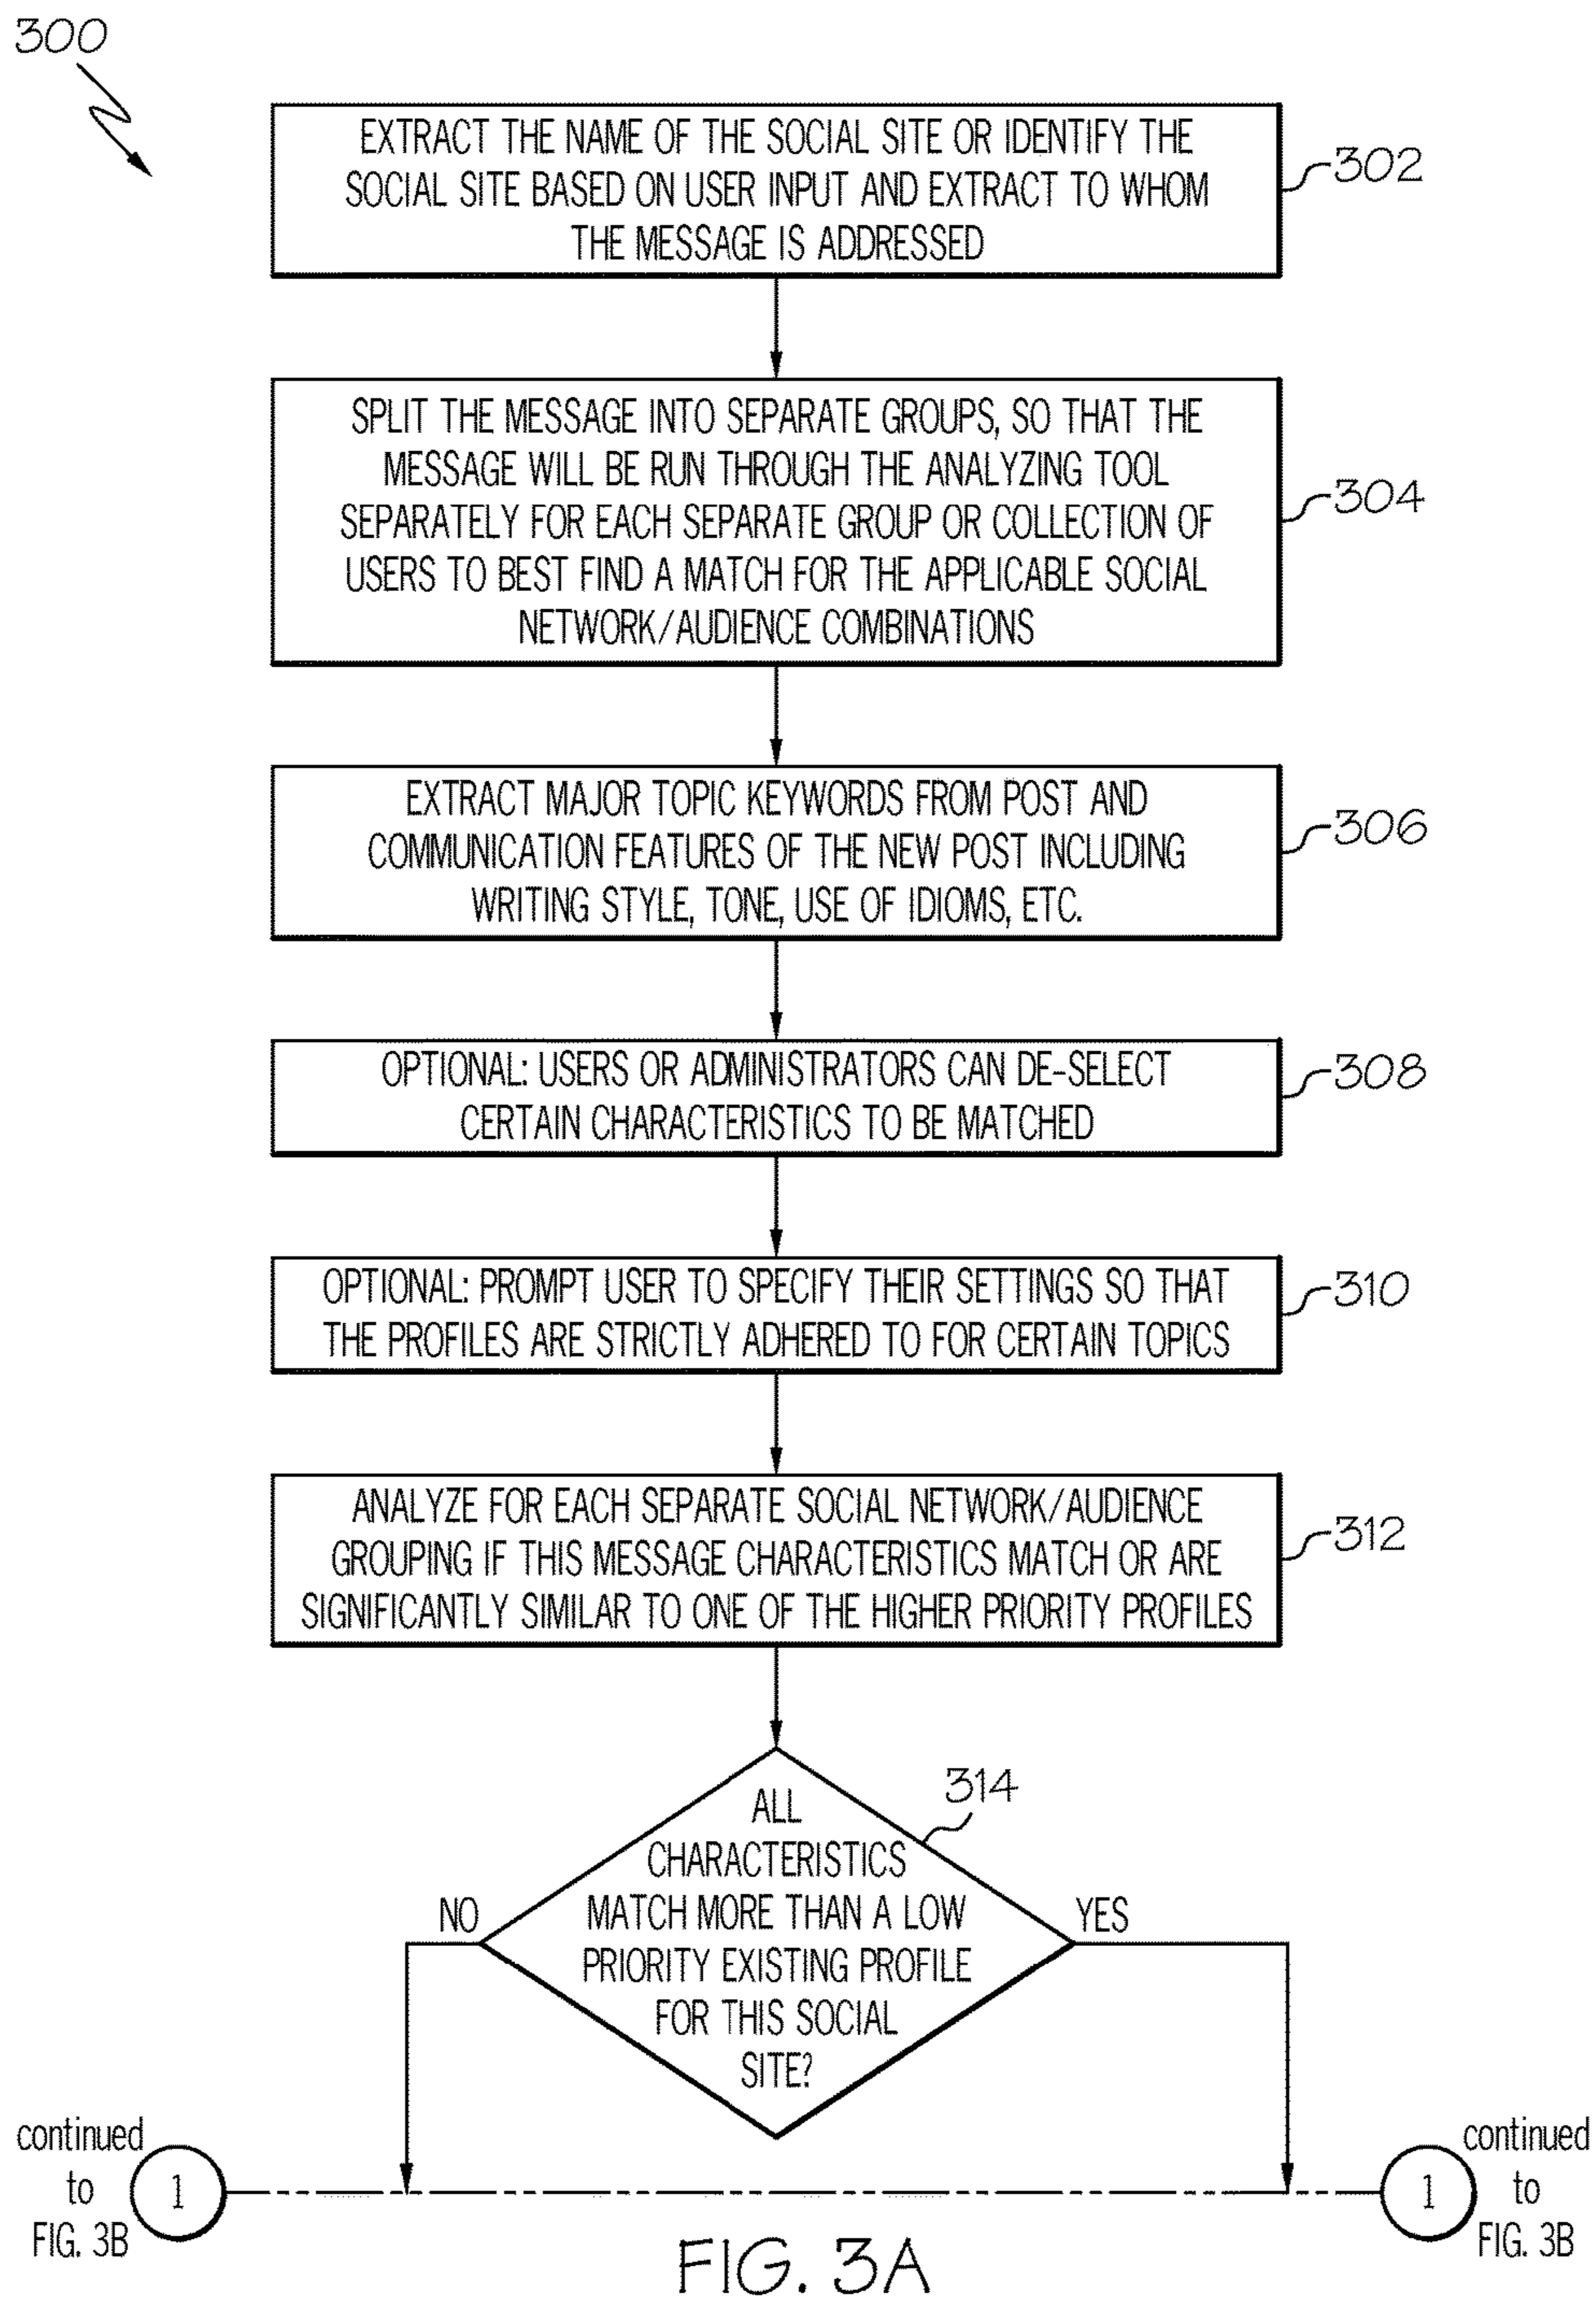 300
EXTRACT THE NAME OF THE SOCIAL SITE OR IDENTIFY THE
SOCIAL SITE BASED ON USER INPUT AND EXTRACT TO WHOM
THE MESSAGE IS ADDRESSED
302
SPLIT THE MESSAGE INTO SEPARATE GROUPS, SO THAT THE
MESSAGE WILL BE RUN THROUGH THE ANALYZING TOOL
SEPARATELY FOR EACH SEPARATE GROUP OR COLLECTION OF
USERS TO BEST FIND A MATCH FOR THE APPLICABLE SOCIAL
NETWORK/AUDIENCE COMBINATIONS
304
EXTRACT MAJOR TOPIC KEYWORDS FROM POST AND
COMMUNICATION FEATURES OF THE NEW POST INCLUDING
WRITING STYLE, TONE, USE OF IDIOMS, ETC.
306
OPTIONAL: USERS OR ADMINISTRATORS CAN DE-SELECT
CERTAIN CHARACTERISTICS TO BE MATCHED
308
OPTIONAL: PROMPT USER TO SPECIFY THEIR SETTINGS SO THAT
THE PROFILES ARE STRICTLY ADHERED TO FOR CERTAIN TOPICS
310
ANALYZE FOR EACH SEPARATE SOCIAL NETWORK/AUDIENCE
GROUPING IF THIS MESSAGE CHARACTERISTICS MATCH OR ARE
SIGNIFICANTLY SIMILAR TO ONE OF THE HIGHER PRIORITY PROFILES
312
314
ALL
CHARACTERISTICS
MATCH MORE THAN A LOW
PRIORITY EXISTING PROFILE
FOR THIS SOCIAL
SITE?
NO
YES
continued
to
FIG. 3B
1
1
continued
to
FIG. 3B
FIG. 3A